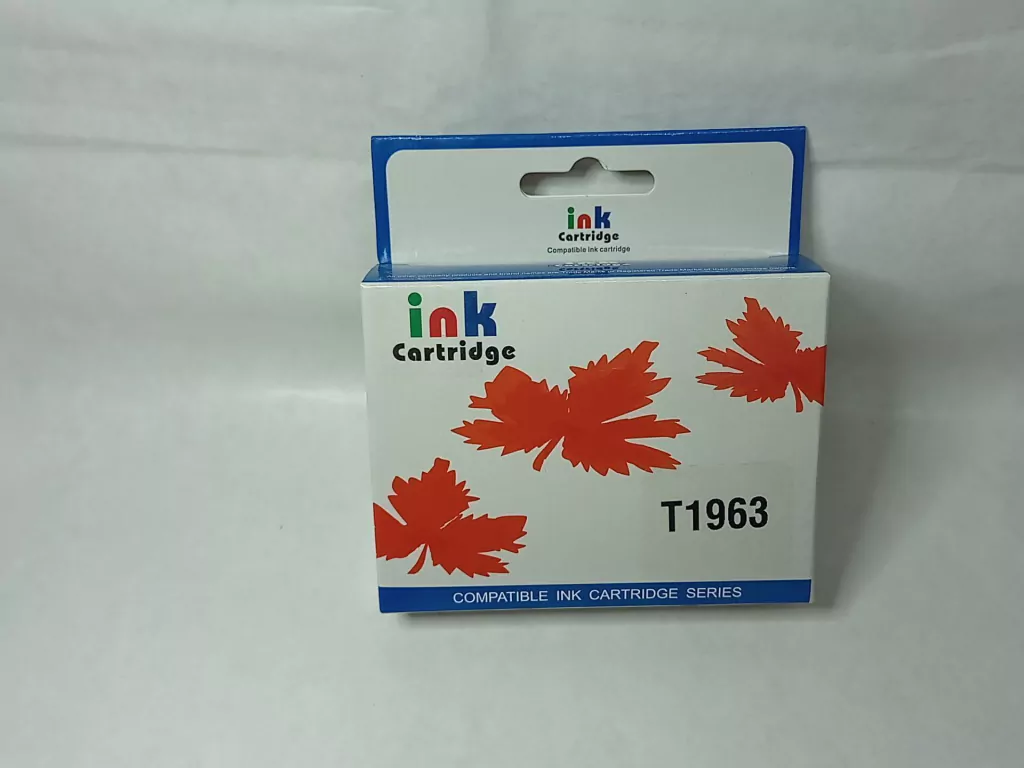 ink
Cartridge
Compatible ink cartridge
ink
Cartridge
T1963
COMPATIBLE INK CARTRIDGE SERIES